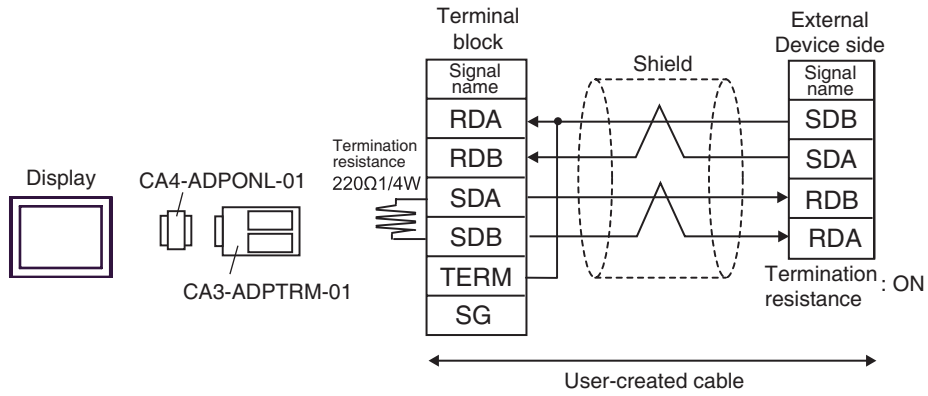 Terminal
block
External
Device side
Shield
Signal
name
RDA
RDB
SDA
SDB
TERM
SG
Signal
name
SDB
SDA
RDB
RDA
Termination
resistance
220Ω1/4W
Display
CA4-ADPONL-01
CA3-ADPTRM-01
Termination
resistance : ON
User-created cable